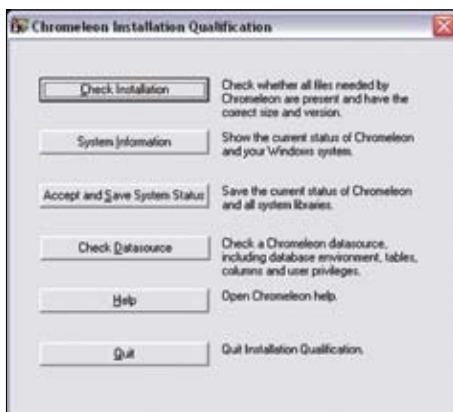 Chromeleon Installation Qualification
Check Installation
Check whether all files needed by
Chromeleon are present and have the
correct size and version.
System Information
Show the current status of Chromeleon
and your Windows system.
Accept and Save System Status
Save the current status of Chromeleon
and all system libraries.
Check Datasource
Check a Chromeleon datasource,
including database environment, tables,
columns and user privileges.
Help
Open Chromeleon help.
Quit
Quit Installation Qualification.